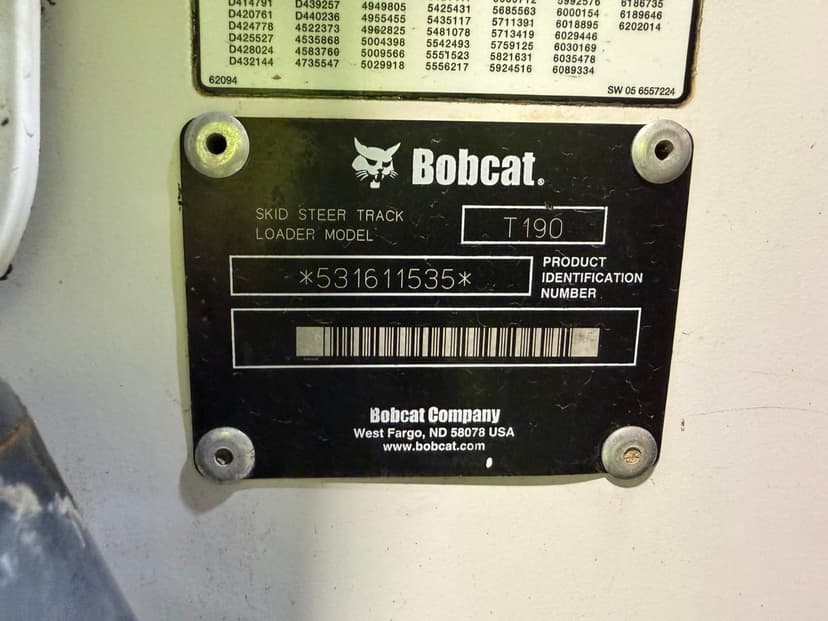 5992576 6186735
D414791 D439257 4949805 5425431 5685563 6000154 6189646
D420761 D440236 4955455 5435117 5711391 6018895 6202014
D424778 4522373 4962825 5481078 5713419 6029446
D425527 4535868 5004398 5542493 5759125 6030169
D428024 4583760 5009566 5551523 5821631 6035478
D432144 4735547 5029918 5556217 5924516 6089334
62094 SW 05 6557224
Bobcat.
SKID STEER TRACK
LOADER MODEL
T190
*531611535*
PRODUCT
IDENTIFICATION
NUMBER
Bobcat Company
West Fargo, ND 58078 USA
www.bobcat.com